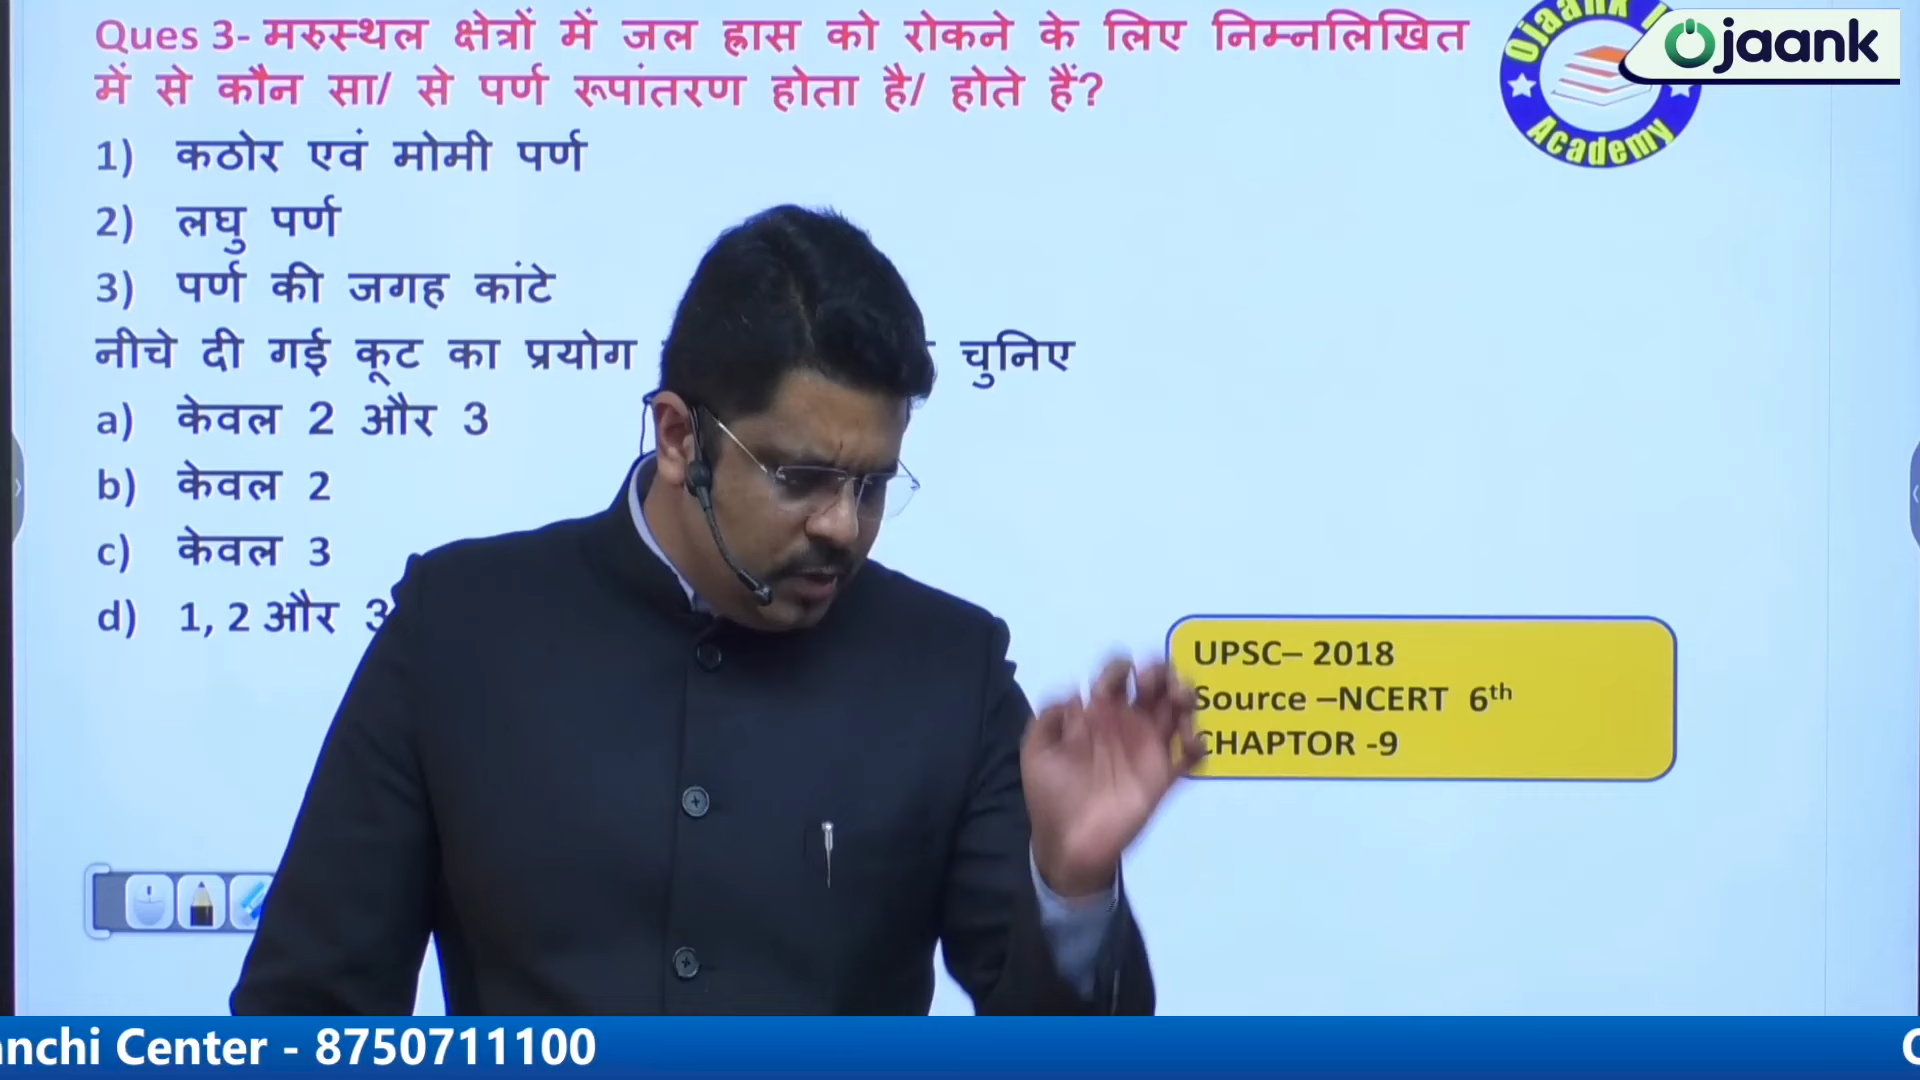 Ques 3- मरुस्थल क्षेत्रों में जल ह्रास को रोकने के लिए निम्नलिखित
में से कौन सा/ से पर्ण रूपांतरण होता है/ होते हैं?
1) कठोर एवं मोमी पर्ण
2) लघु पर्ण
3) पर्ण की जगह कांटे
नीचे दी गई कूट का प्रयोग चुनिए
a) केवल 2 और 3
b) केवल 2
c) केवल 3
d) 1, 2 और 3
Ojaank
Academy
Ojaank
UPSC– 2018
Source –NCERT 6th
CHAPTOR -9
Center - 8750711100